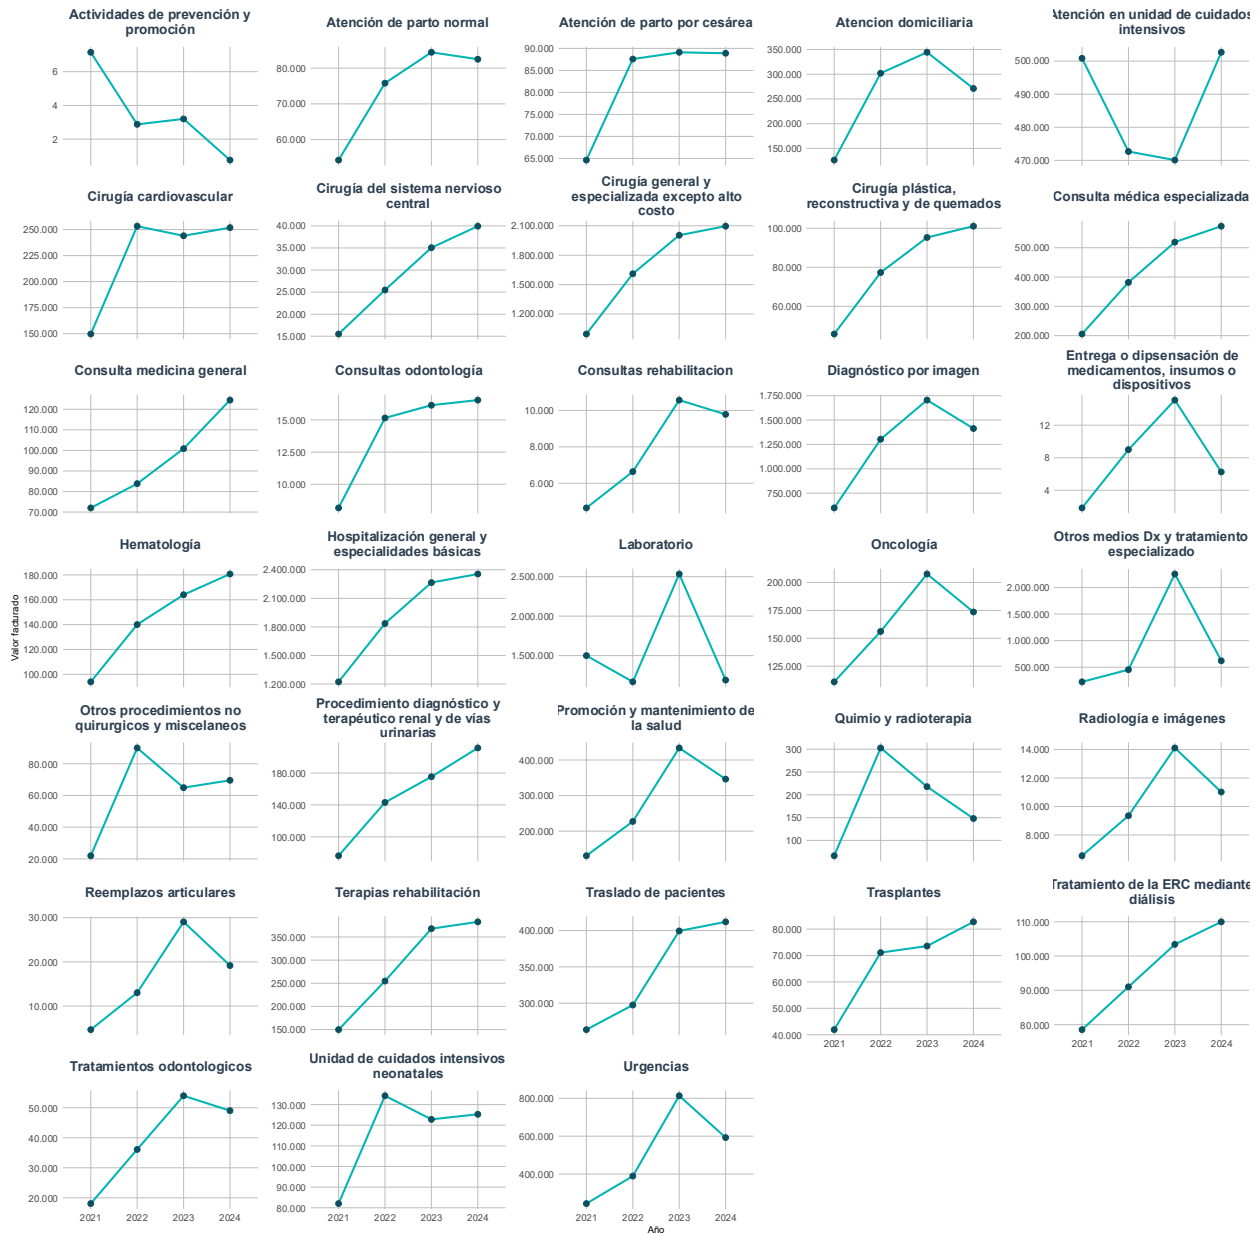 Actividades de prevención y
promoción
6
4
2
Atención de parto normal
80.000
70.000
60.000
Atención de parto por cesárea
90.000
85.000
80.000
75.000
70.000
65.000
Atencion domiciliaria
350.000
300.000
250.000
200.000
150.000
Atención en unidad de cuidados
intensivos
500.000
490.000
480.000
470.000
Cirugía cardiovascular
250.000
225.000
200.000
175.000
150.000
Cirugía del sistema nervioso
central
40.000
35.000
30.000
25.000
20.000
15.000
Cirugía general y
especializada excepto alto
costo
2.100.000
1.800.000
1.500.000
1.200.000
Cirugía plástica,
reconstructiva y de quemados
100.000
80.000
60.000
Consulta médica especializada
500.000
400.000
300.000
200.000
Consulta medicina general
120.000
110.000
100.000
90.000
80.000
70.000
Consultas odontología
15.000
12.500
10.000
Consultas rehabilitacion
10.000
8.000
6.000
Diagnóstico por imagen
1.750.000
1.500.000
1.250.000
1.000.000
750.000
Entrega o dipsensación de
medicamentos, insumos o
dispositivos
12
8
4
Hematología
180.000
160.000
140.000
120.000
100.000
Hospitalización general y
especialidades básicas
2.400.000
2.100.000
1.800.000
1.500.000
1.200.000
Laboratorio
2.500.000
2.000.000
1.500.000
Oncología
200.000
175.000
150.000
125.000
Otros medios Dx y tratamiento
especializado
2.000.000
1.500.000
1.000.000
500.000
Valor facturado
Otros procedimientos no
quirurgicos y miscelaneos
80.000
60.000
40.000
20.000
Procedimiento diagnóstico y
terapéutico renal y de vías
urinarias
180.000
140.000
100.000
Promoción y mantenimiento de
la salud
400.000
300.000
200.000
Quimio y radioterapia
300
250
200
150
100
Radiología e imágenes
14.000
12.000
10.000
8.000
Reemplazos articulares
30.000
20.000
10.000
Terapias rehabilitación
350.000
300.000
250.000
200.000
150.000
Traslado de pacientes
400.000
350.000
300.000
Trasplantes
80.000
70.000
60.000
50.000
40.000
2021 2022 2023 2024
Tratamiento de la ERC mediante
diálisis
110.000
100.000
90.000
80.000
2021 2022 2023 2024
Tratamientos odontologicos
50.000
40.000
30.000
20.000
2021 2022 2023 2024
Unidad de cuidados intensivos
neonatales
130.000
120.000
110.000
100.000
90.000
80.000
2021 2022 2023 2024
Urgencias
800.000
600.000
400.000
2021 2022 2023 2024
Año